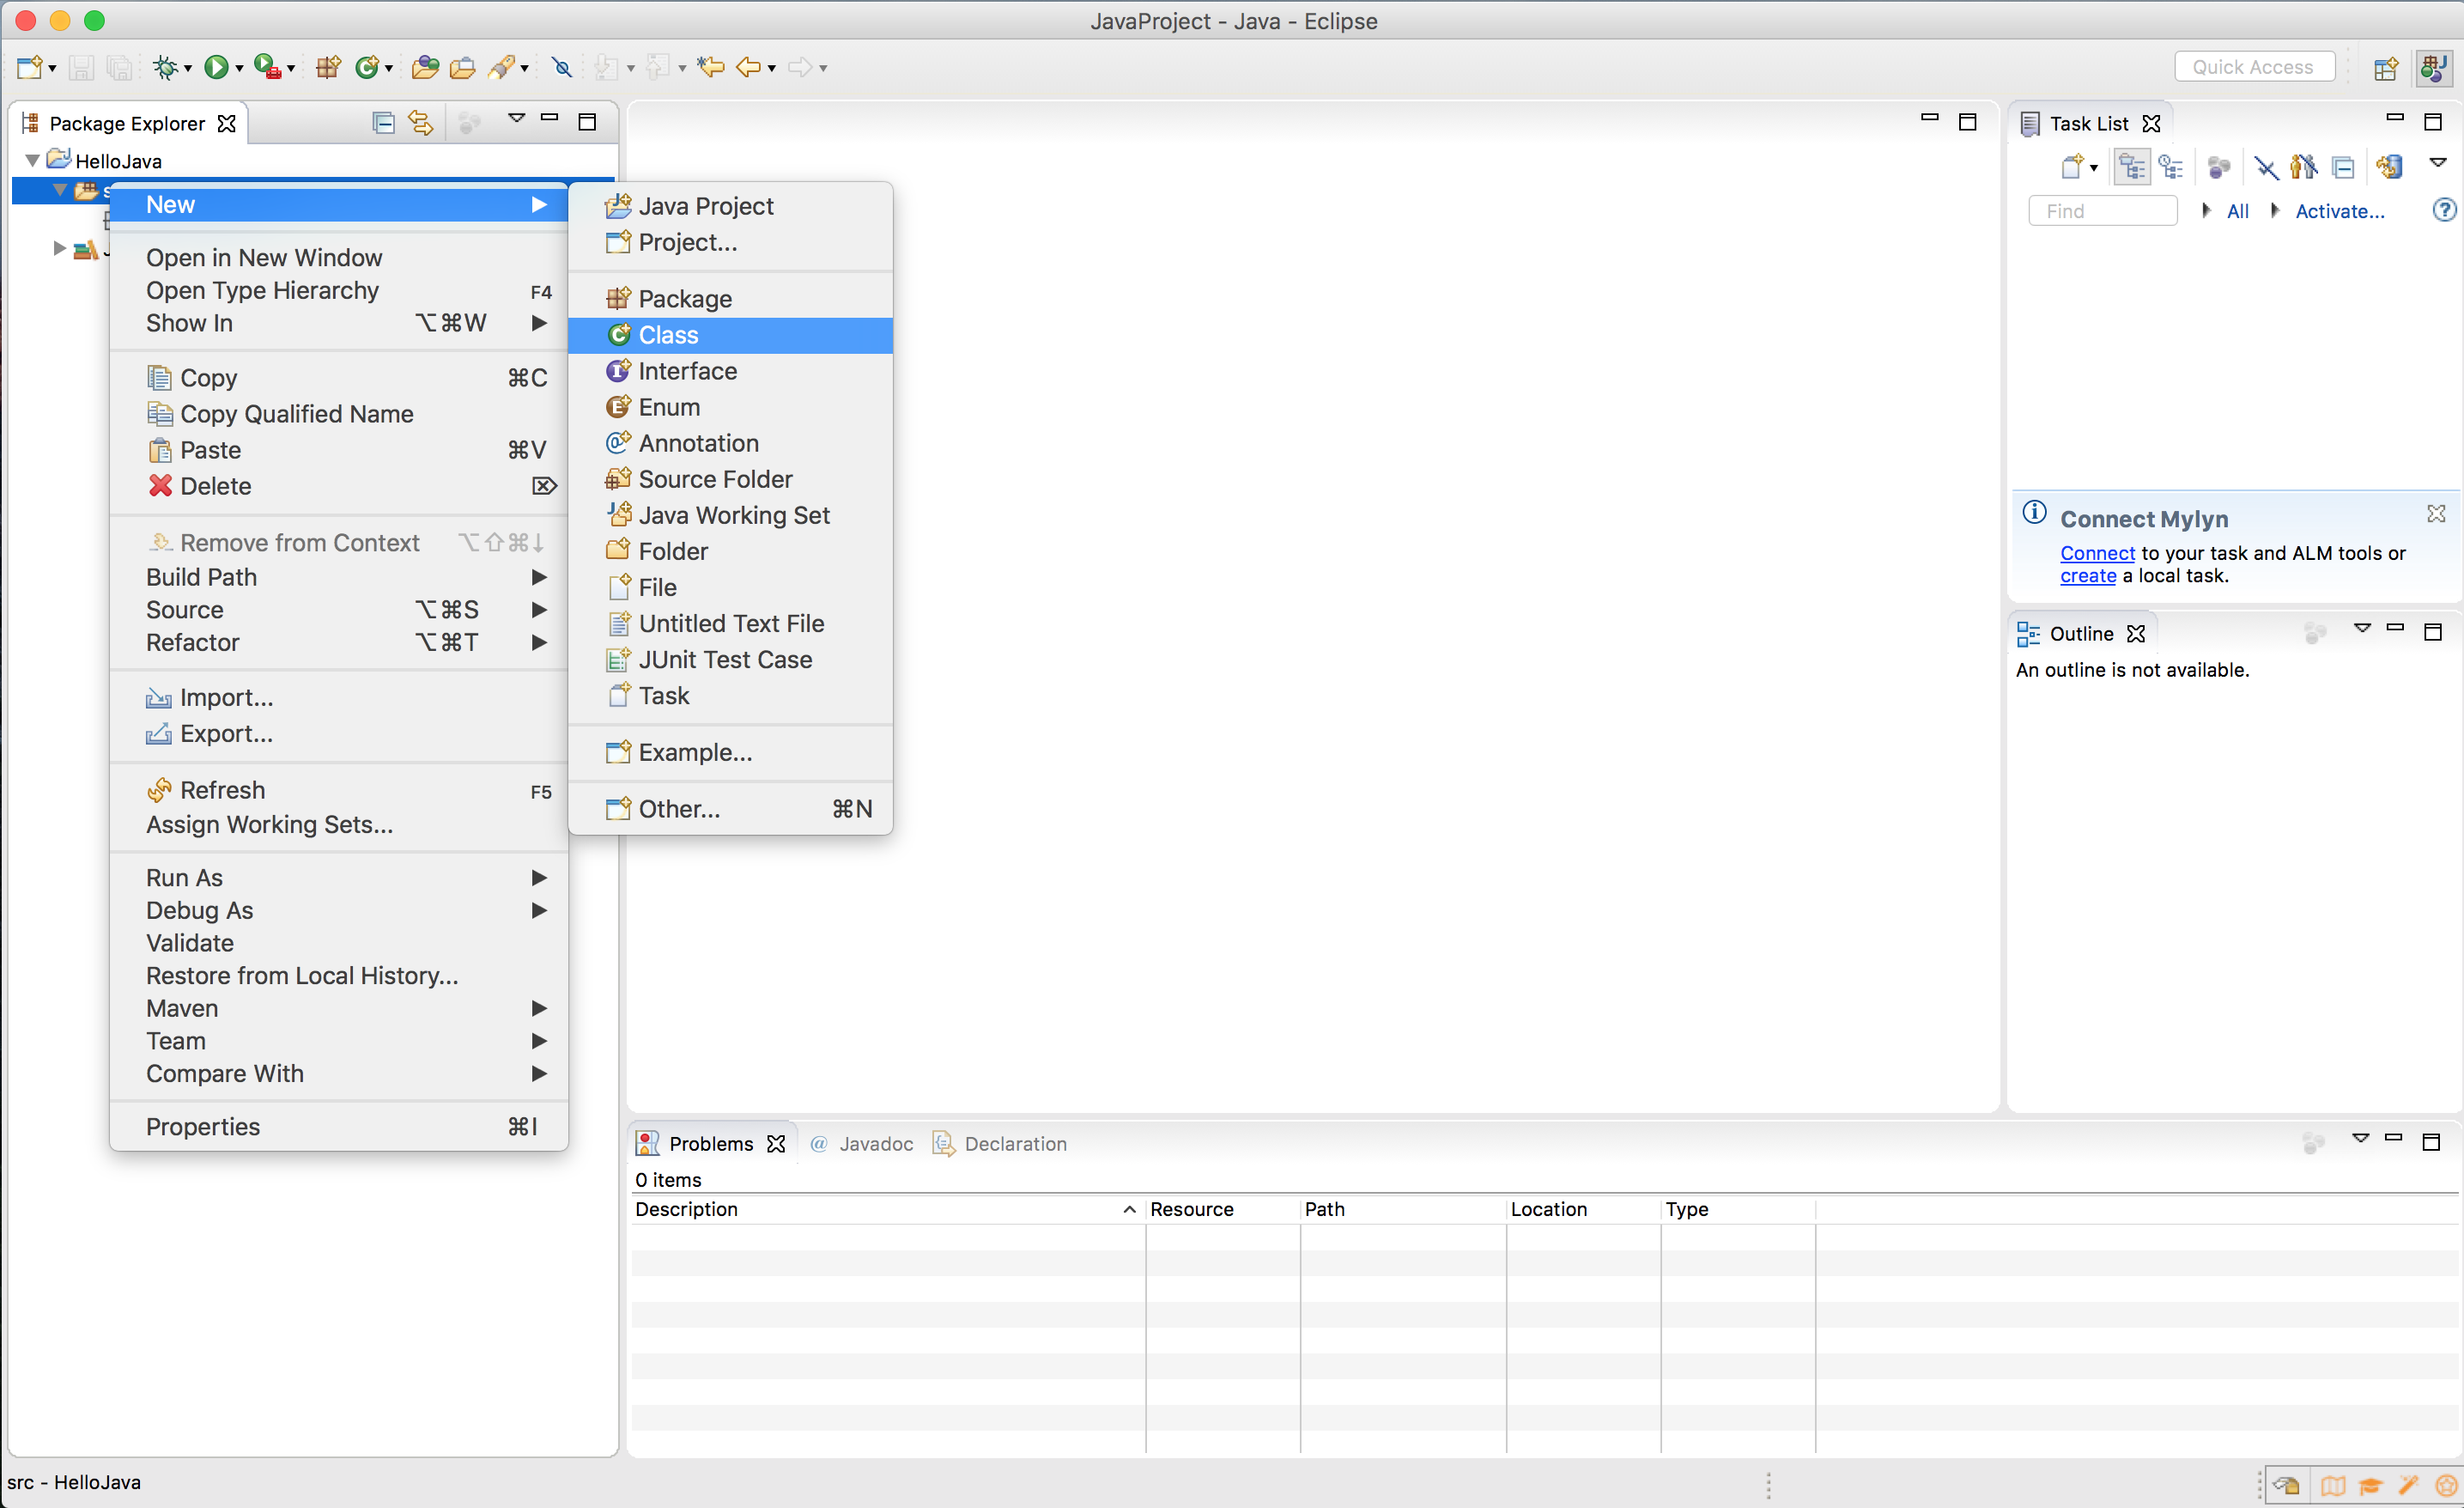 JavaProject - Java - Eclipse
Quick Access
Package Explorer
HelloJava
New
Open in New Window
Open Type Hierarchy F4
Show In ⌥⌘W
Copy ⌘C
Copy Qualified Name
Paste ⌘V
Delete ⌦
Remove from Context ⌥⇧⌘↓
Build Path
Source ⌥⌘S
Refactor ⌥⌘T
Import...
Export...
Refresh F5
Assign Working Sets...
Run As
Debug As
Validate
Restore from Local History...
Maven
Team
Compare With
Properties ⌘I
Java Project
Project...
Package
Class
Interface
Enum
Annotation
Source Folder
Java Working Set
Folder
File
Untitled Text File
JUnit Test Case
Task
Example...
Other... ⌘N
Task List
Find All Activate...
Connect Mylyn
Connect to your task and ALM tools or
create a local task.
Outline
An outline is not available.
Problems @ Javadoc Declaration
0 items
Description Resource Path Location Type
src - HelloJava